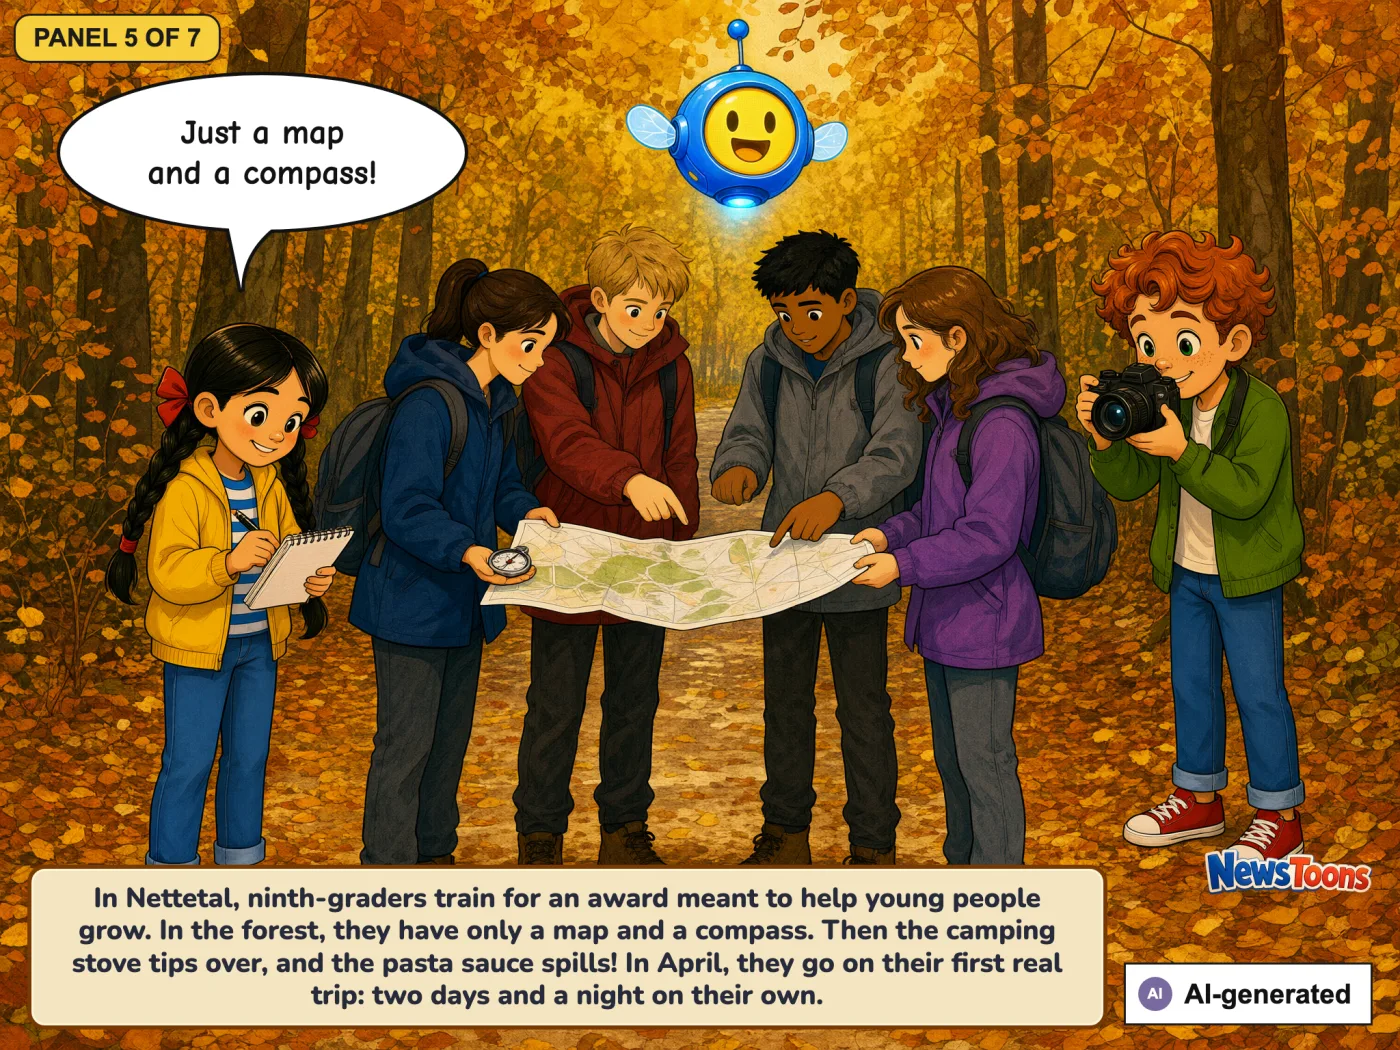 PANEL 5 OF 7
Just a map
and a compass!
In Nettetal, ninth-graders train for an award meant to help young people
grow. In the forest, they have only a map and a compass. Then the camping
stove tips over, and the pasta sauce spills! In April, they go on their first real
trip: two days and a night on their own.
NewsToons
AI AI-generated